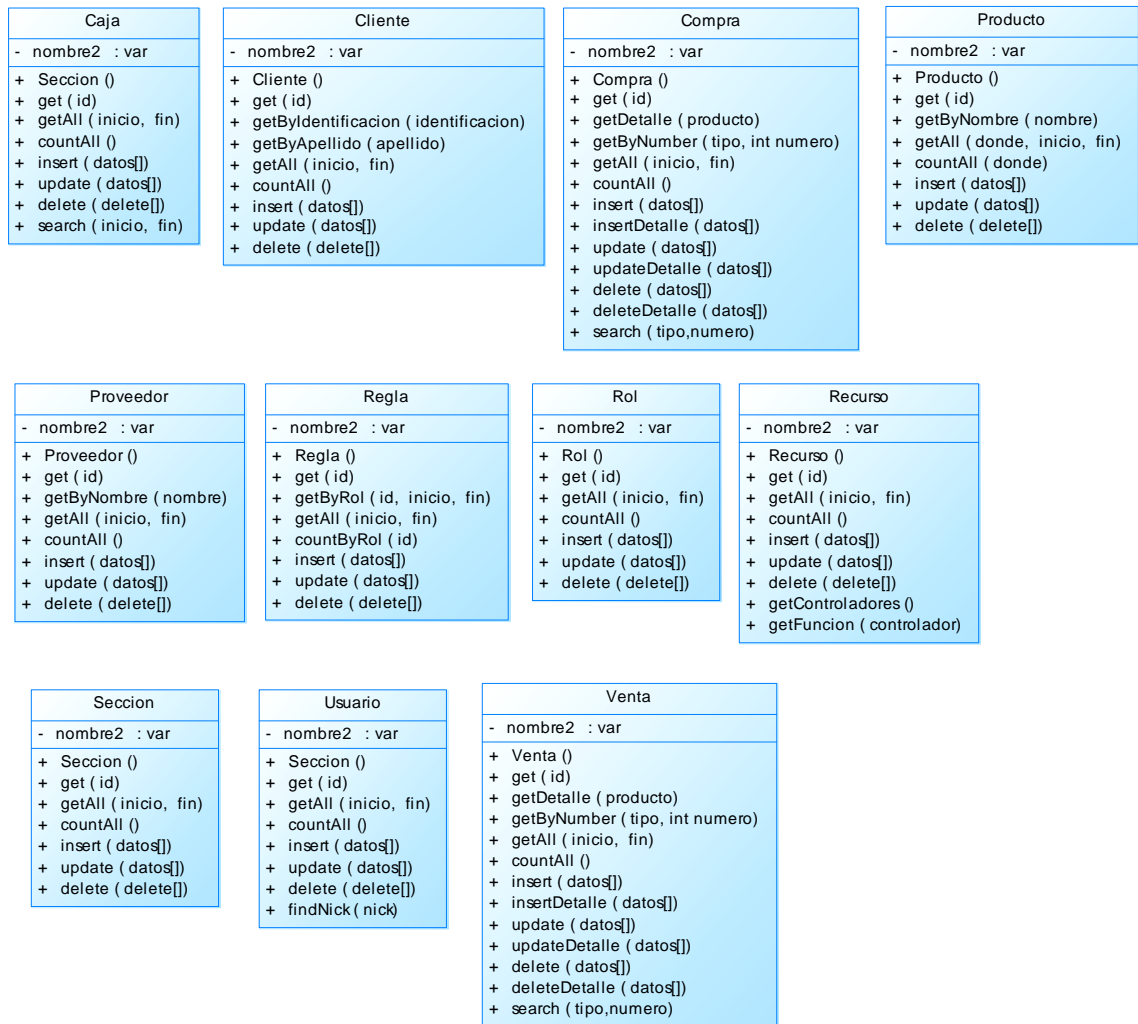 Caja
- nombre2 : var
+ Seccion ()
+ get ( id)
+ getAll ( inicio, fin)
+ countAll ()
+ insert ( datos[])
+ update ( datos[])
+ delete ( delete[])
+ search ( inicio, fin)
Cliente
- nombre2 : var
+ Cliente ()
+ get ( id)
+ getByIdentificacion ( identificacion)
+ getByApellido ( apellido)
+ getAll ( inicio, fin)
+ countAll ()
+ insert ( datos[])
+ update ( datos[])
+ delete ( delete[])
Compra
- nombre2 : var
+ Compra ()
+ get ( id)
+ getDetalle ( producto)
+ getByNumber ( tipo, int numero)
+ getAll ( inicio, fin)
+ countAll ()
+ insert ( datos[])
+ insertDetalle ( datos[])
+ update ( datos[])
+ updateDetalle ( datos[])
+ delete ( datos[])
+ deleteDetalle ( datos[])
+ search ( tipo,numero)
Producto
- nombre2 : var
+ Producto ()
+ get ( id)
+ getByNombre ( nombre)
+ getAll ( donde, inicio, fin)
+ countAll ( donde)
+ insert ( datos[])
+ update ( datos[])
+ delete ( delete[])
Proveedor
- nombre2 : var
+ Proveedor ()
+ get ( id)
+ getByNombre ( nombre)
+ getAll ( inicio, fin)
+ countAll ()
+ insert ( datos[])
+ update ( datos[])
+ delete ( delete[])
Regla
- nombre2 : var
+ Regla ()
+ get ( id)
+ getByRol ( id, inicio, fin)
+ getAll ( inicio, fin)
+ countByRol ( id)
+ insert ( datos[])
+ update ( datos[])
+ delete ( delete[])
Rol
- nombre2 : var
+ Rol ()
+ get ( id)
+ getAll ( inicio, fin)
+ countAll ()
+ insert ( datos[])
+ update ( datos[])
+ delete ( delete[])
Recurso
- nombre2 : var
+ Recurso ()
+ get ( id)
+ getAll ( inicio, fin)
+ countAll ()
+ insert ( datos[])
+ update ( datos[])
+ delete ( delete[])
+ getControladores ()
+ getFuncion ( controlador)
Seccion
- nombre2 : var
+ Seccion ()
+ get ( id)
+ getAll ( inicio, fin)
+ countAll ()
+ insert ( datos[])
+ update ( datos[])
+ delete ( delete[])
Usuario
- nombre2 : var
+ Seccion ()
+ get ( id)
+ getAll ( inicio, fin)
+ countAll ()
+ insert ( datos[])
+ update ( datos[])
+ delete ( delete[])
+ findNick ( nick)
Venta
- nombre2 : var
+ Venta ()
+ get ( id)
+ getDetalle ( producto)
+ getByNumber ( tipo, int numero)
+ getAll ( inicio, fin)
+ countAll ()
+ insert ( datos[])
+ insertDetalle ( datos[])
+ update ( datos[])
+ updateDetalle ( datos[])
+ delete ( datos[])
+ deleteDetalle ( datos[])
+ search ( tipo,numero)